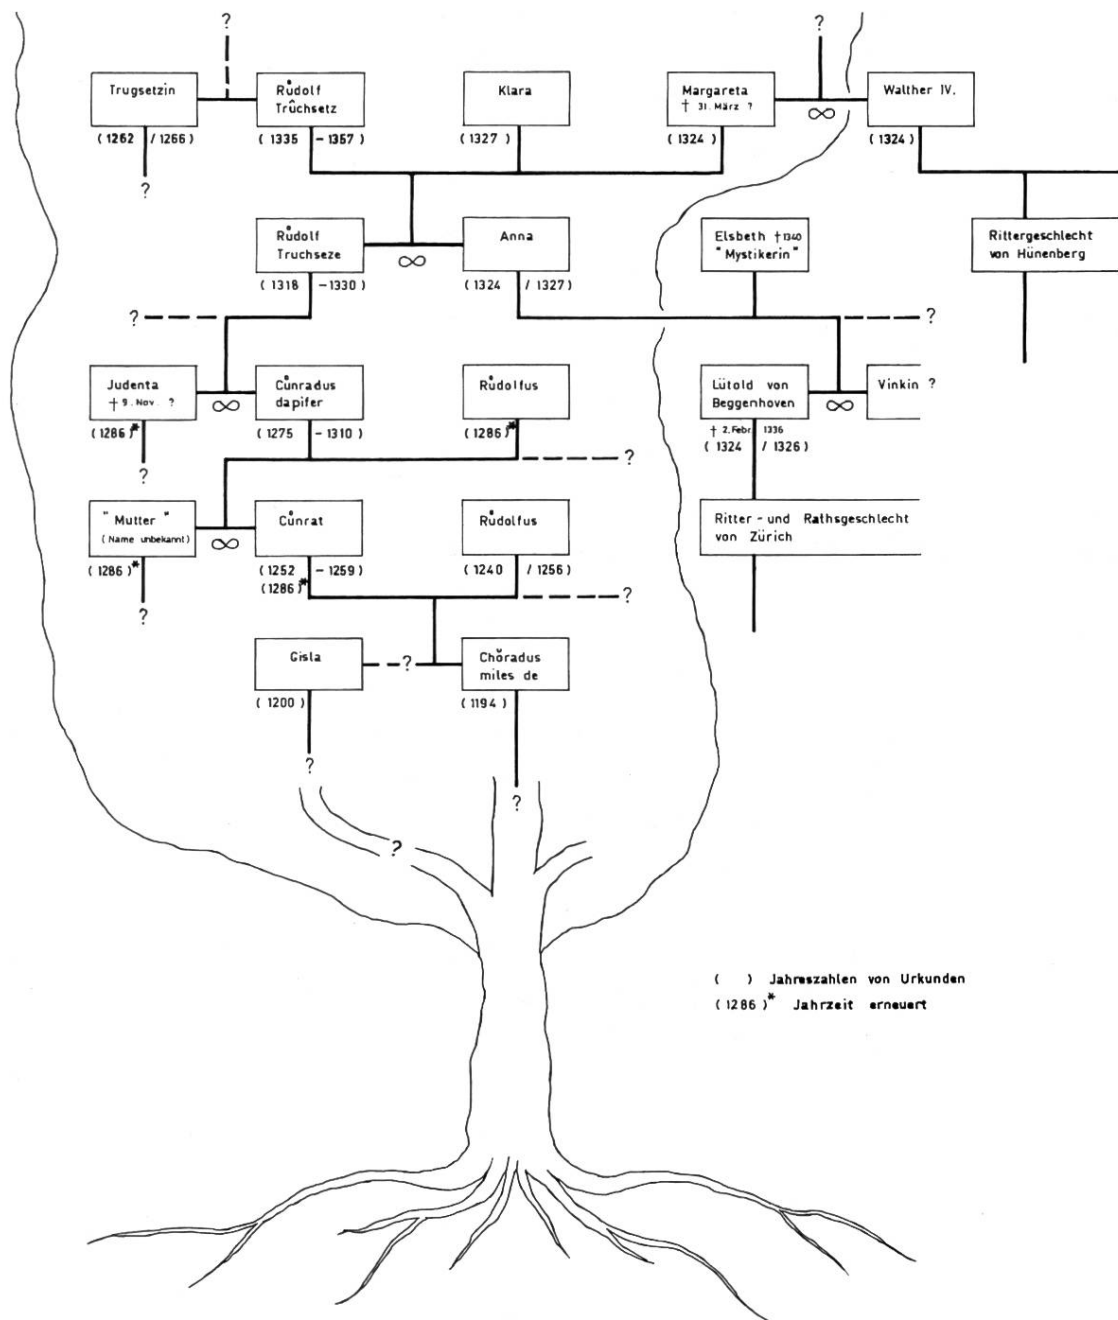 ?
?
Trugsetzin
(1262 / 1266)
?
Růdolf
Trůchsetz
(1335 – 1357)
Klara
(1327)
Margareta
† 31. März ?
(1324)
∞
Walther IV.
(1324)
Růdolf
Truchseze
(1318 – 1330)
∞
Anna
(1324 / 1327)
Elsbeth † 1340
"Mystikerin"
Rittergeschlecht
von Hünenberg
?
?
Judenta
† 9. Nov. ?
(1286)*
?
∞
Cůnradus
dapifer
(1275 – 1310)
Růdolfus
(1286)*
?
Lütold von
Beggenhoven
† 2. Febr. 1336
(1324 / 1326)
∞
Vinkin ?
"Mutter"
(Name unbekannt)
(1286)*
?
∞
Cůnrat
(1252 – 1259)
(1286)*
Růdolfus
(1240 / 1256)
?
Ritter- und Rathsgeschlecht
von Zürich
Gisla
(1200)
?
?
Chŏradus
miles de
(1194)
?
?
( ) Jahreszahlen von Urkunden
(1286)* Jahrzeit erneuert